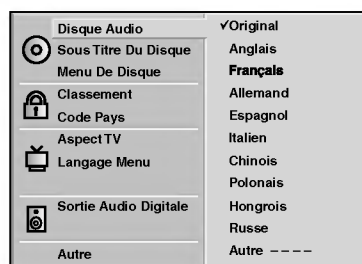 Disque Audio
Sous Titre Du Disque
Menu De Disque
Classement
Code Pays
Aspect TV
Langage Menu
Sortie Audio Digitale
Autre
✓Original
Anglais
Français
Allemand
Espagnol
Italien
Chinois
Polonais
Hongrois
Russe
Autre – – – –